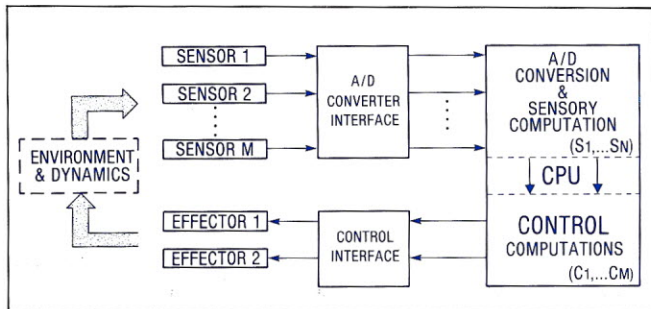 SENSOR 1
SENSOR 2
SENSOR M
A/D
CONVERTER
INTERFACE
A/D
CONVERSION
&
SENSORY
COMPUTATION
(S1,...SN)
CPU
CONTROL
COMPUTATIONS
(C1,...CM)
ENVIRONMENT
& DYNAMICS
EFFECTOR 1
EFFECTOR 2
CONTROL
INTERFACE